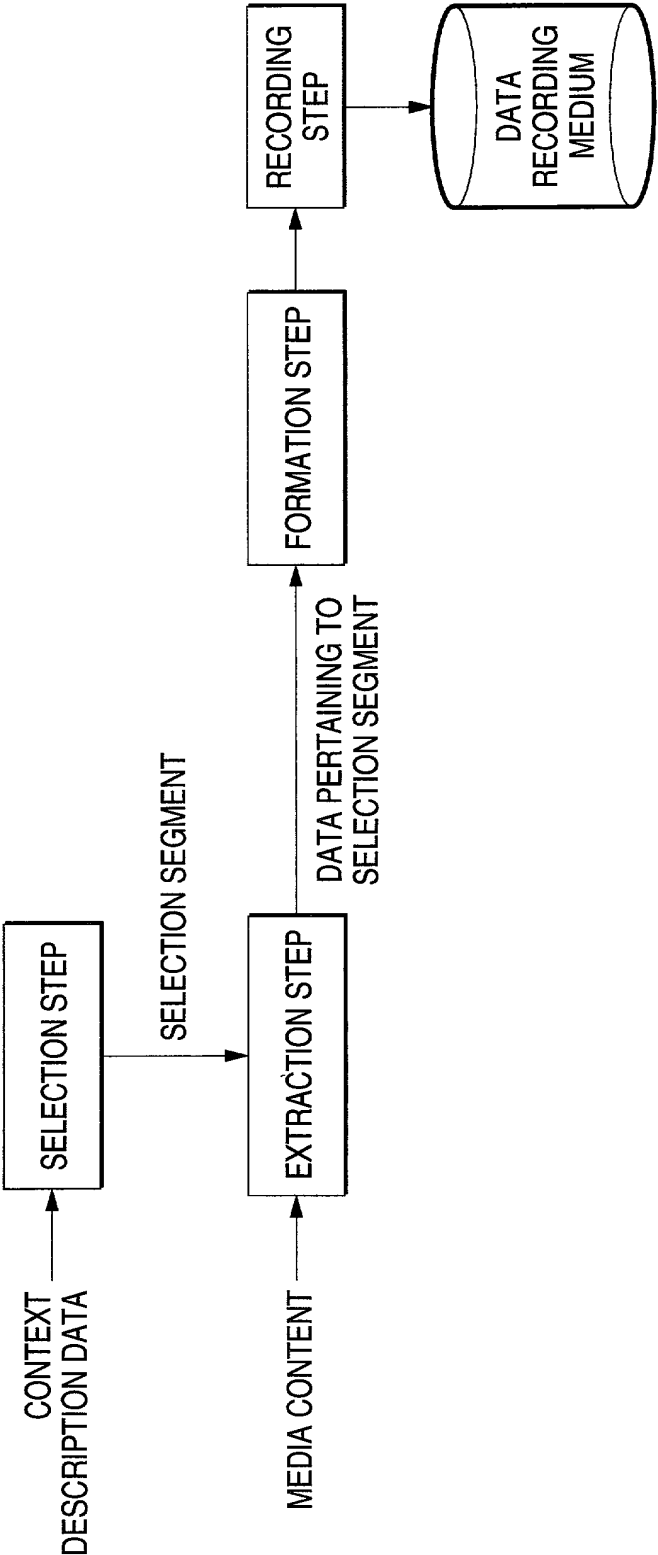 CONTEXT
DESCRIPTION DATA
SELECTION STEP
SELECTION SEGMENT
MEDIA CONTENT
EXTRACTION STEP
DATA PERTAINING TO
SELECTION SEGMENT
FORMATION STEP
RECORDING
STEP
DATA
RECORDING
MEDIUM